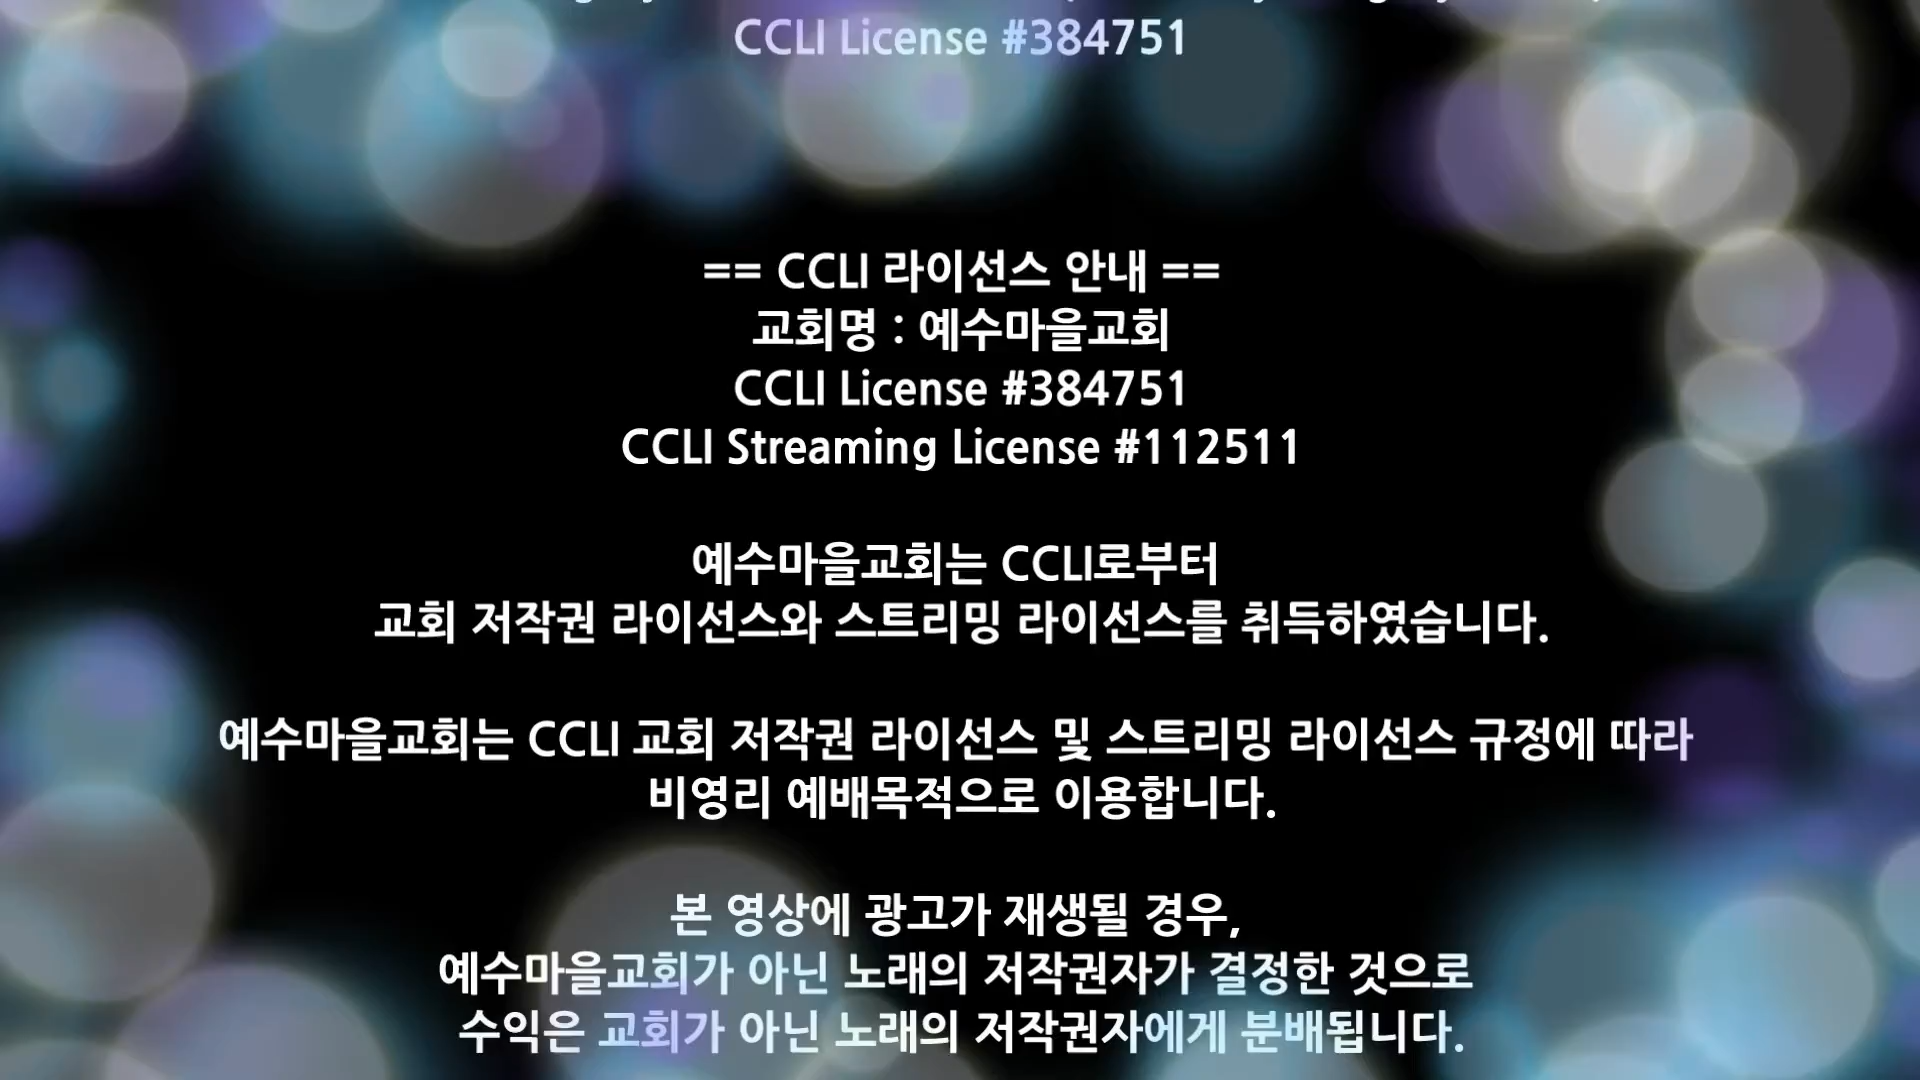 CCLI License #384751
== CCLI 라이선스 안내 ==
교회명 : 예수마을교회
CCLI License #384751
CCLI Streaming License #112511
예수마을교회는 CCLI로부터
교회 저작권 라이선스와 스트리밍 라이선스를 취득하였습니다.
예수마을교회는 CCLI 교회 저작권 라이선스 및 스트리밍 라이선스 규정에 따라
비영리 예배목적으로 이용합니다.
본 영상에 광고가 재생될 경우,
예수마을교회가 아닌 노래의 저작권자가 결정한 것으로
수익은 교회가 아닌 노래의 저작권자에게 분배됩니다.